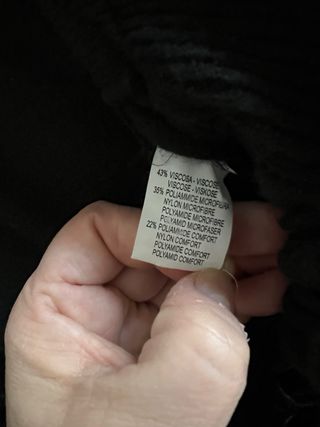 43% VISCOSA - VISCOSE
VISCOSE - VISKOSE
35% POLIAMMIDE MICROFIBRA
NYLON MICROFIBRE
POLYAMIDE MICROFIBRE
POLYAMID MICROFASER
22% POLIAMMIDE COMFORT
NYLON COMFORT
POLYAMIDE COMFORT
POLYAMID COMFORT